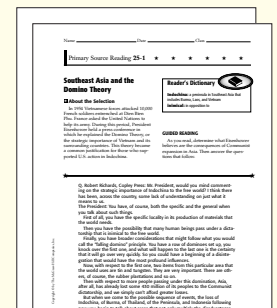 Name Date Class
Primary Source Reading 25-1 ★ ★ ★ ★ ★
Southeast Asia and the
Domino Theory
About the Selection
In 1954 Vietnamese forces attacked 10,000
French soldiers entrenched at Dien Bien
Phu. France asked the United Nations to
help its army. During this period, President
Eisenhower held a press conference in
which he explained the Domino Theory, or
the strategic importance of Vietnam and its
surrounding countries. This theory became
a common justification for those who sup-
ported U.S. action in Indochina.
Reader's Dictionary
Indochina: a peninsula in Southeast Asia that
includes Burma, Laos, and Vietnam
inimical: in opposition to
GUIDED READING
As you read, determine what Eisenhower
believes are the consequences of Communist
expansion in Asia. Then answer the ques-
tions that follow.
Q. Robert Richards, Copley Press: Mr. President, would you mind comment-
ing on the strategic importance of Indochina to the free world? I think there
has been, across the country, some lack of understanding on just what it
means to us.
The President: You have, of course, both the specific and the general when
you talk about such things.
First of all, you have the specific locality in its production of materials that
the world needs.
Then you have the possibility that many human beings pass under a dicta-
torship that is inimical to the free world.
Finally, you have broader considerations that might follow what you would
call the "falling domino" principle. You have a row of dominoes set up, you
knock over the first one, and what will happen to the last one is the certainty
that it will go over very quickly. So you could have a beginning of a disinte-
gration that would have the most profound influences.
Now, with respect to the first one, two items from this particular area that
the world uses are tin and tungsten. They are very important. There are oth-
ers, of course, the rubber plantations and so on.
Then with respect to more people passing under this domination, Asia,
after all, has already lost some 450 million of its peoples to the Communist
dictatorship, and we simply can't afford greater losses.
But when we come to the possible sequence of events, the loss of
Indochina, of Burma, of Thailand, of the Peninsula, and Indonesia following